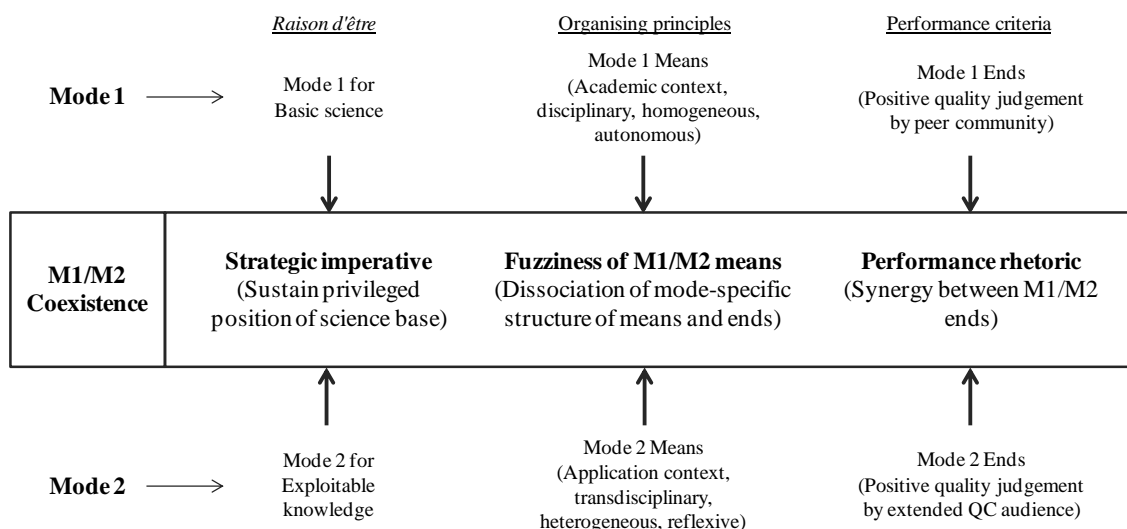 Raison d'être
Organising principles
Performance criteria
Mode 1
Mode 1 for
Basic science
Mode 1 Means
(Academic context,
disciplinary, homogeneous,
autonomous)
Mode 1 Ends
(Positive quality judgement
by peer community)
M1/M2
Coexistence
Strategic imperative
(Sustain privileged
position of science base)
Fuzziness of M1/M2 means
(Dissociation of mode-specific
structure of means and ends)
Performance rhetoric
(Synergy between M1/M2
ends)
Mode 2
Mode 2 for
Exploitable
knowledge
Mode 2 Means
(Application context,
transdisciplinary,
heterogeneous, reflexive)
Mode 2 Ends
(Positive quality judgement
by extended QC audience)